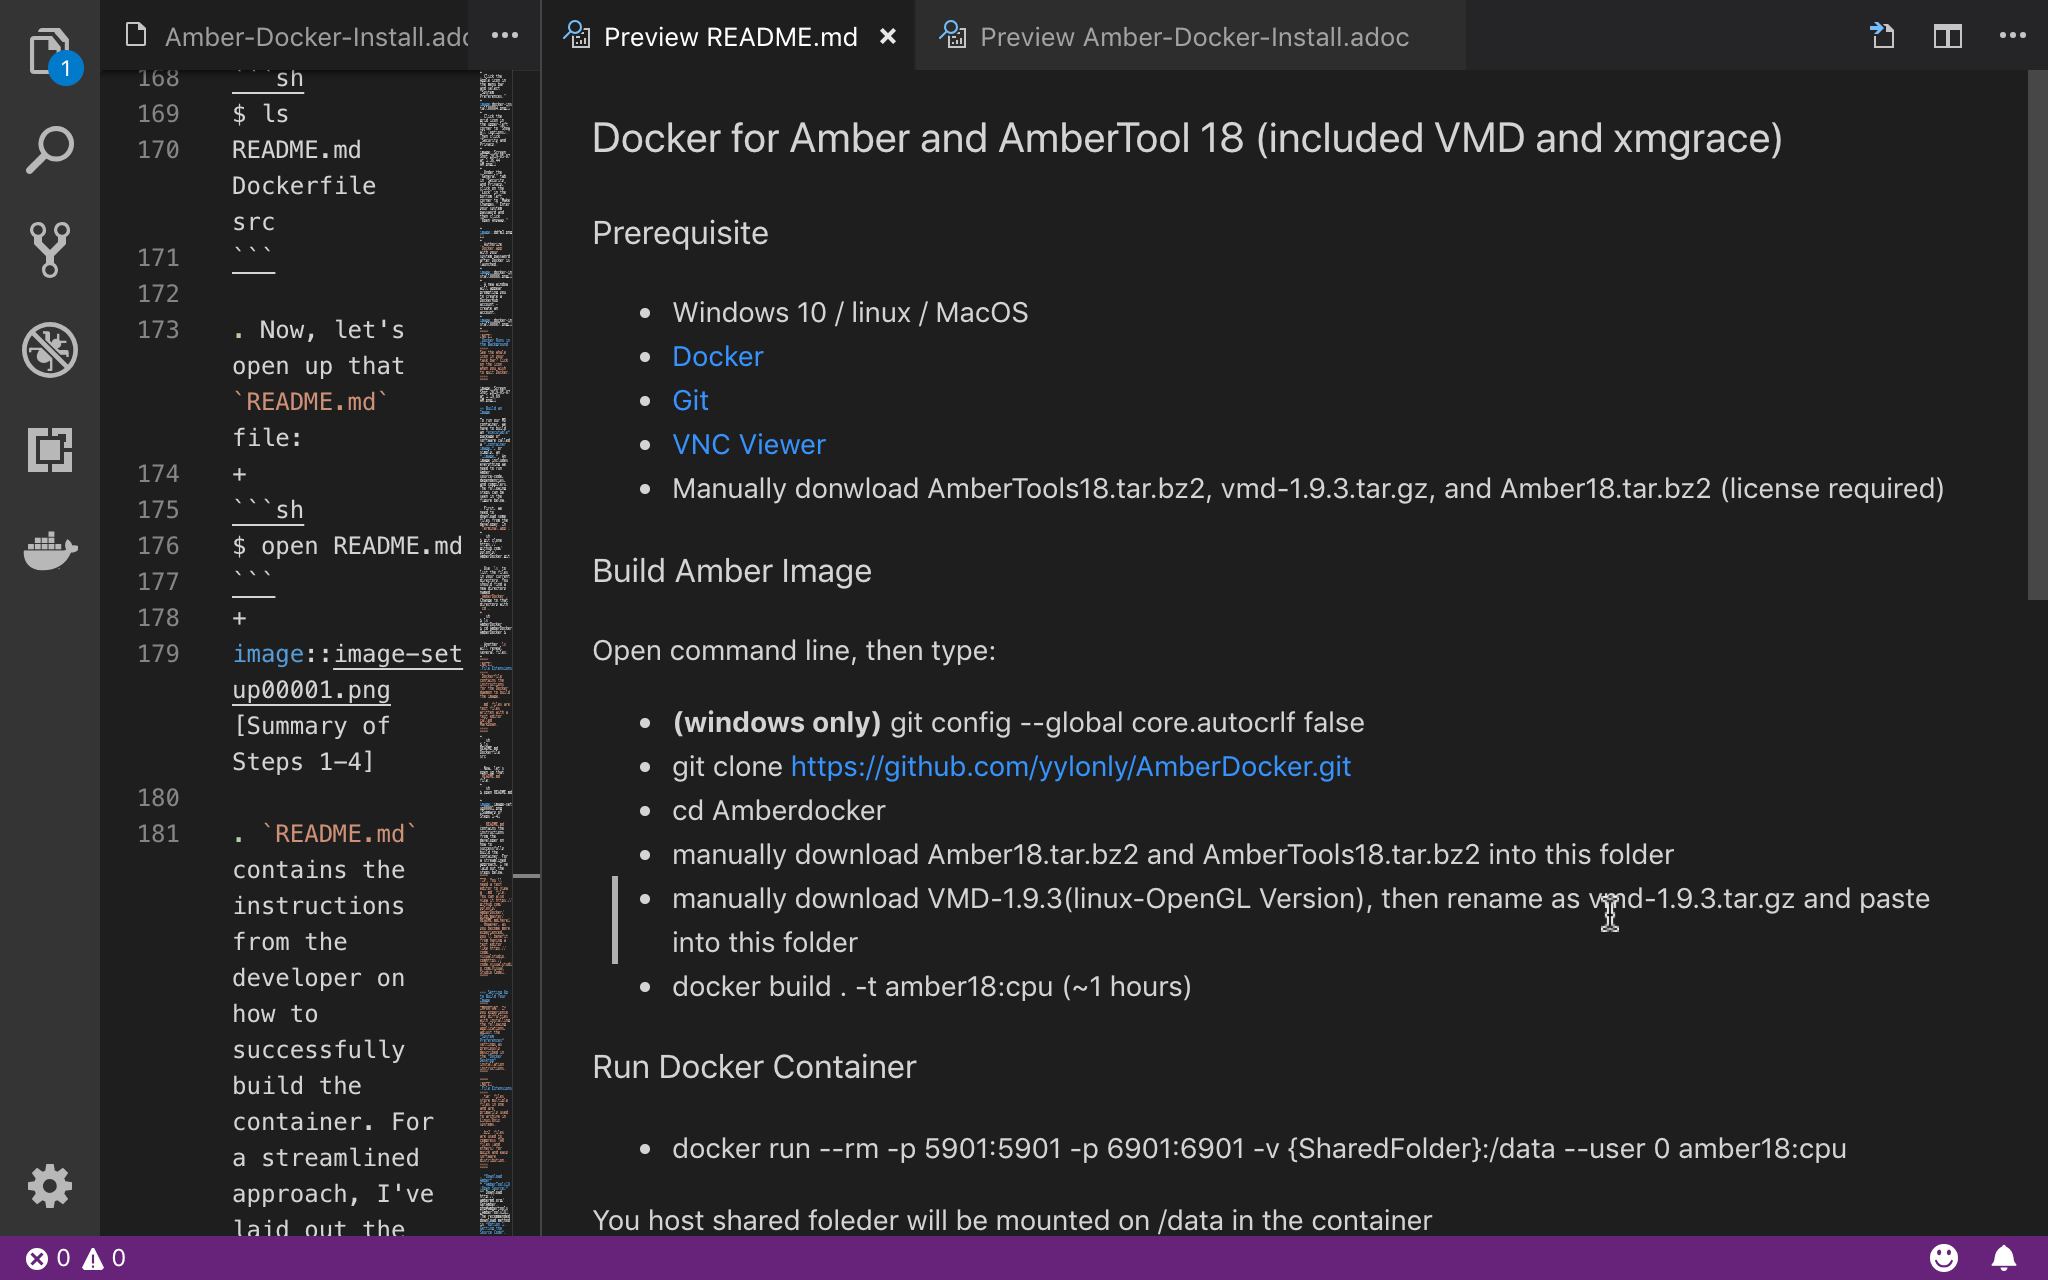 1
Amber-Docker-Install.adc
Preview README.md
Preview Amber-Docker-Install.adoc
168 ```sh
169 $ ls
170 README.md
Dockerfile
src
171 ```
172
173 . Now, let's
open up that
`README.md`
file:
174 +
175 ```sh
176 $ open README.md
177 ```
178 +
179 image::image-set
up00001.png
[Summary of
Steps 1-4]
180
181 . `README.md`
contains the
instructions
from the
developer on
how to
successfully
build the
container. For
a streamlined
approach, I've
laid out the
Docker for Amber and AmberTool 18 (included VMD and xmgrace)
Prerequisite
• Windows 10 / linux / MacOS
• Docker
• Git
• VNC Viewer
• Manually donwload AmberTools18.tar.bz2, vmd-1.9.3.tar.gz, and Amber18.tar.bz2 (license required)
Build Amber Image
Open command line, then type:
• (windows only) git config --global core.autocrlf false
• git clone https://github.com/yylonly/AmberDocker.git
• cd Amberdocker
• manually download Amber18.tar.bz2 and AmberTools18.tar.bz2 into this folder
• manually download VMD-1.9.3(linux-OpenGL Version), then rename as vmd-1.9.3.tar.gz and paste
into this folder
• docker build . -t amber18:cpu (~1 hours)
Run Docker Container
• docker run --rm -p 5901:5901 -p 6901:6901 -v {SharedFolder}:/data --user 0 amber18:cpu
You host shared foleder will be mounted on /data in the container
0 0